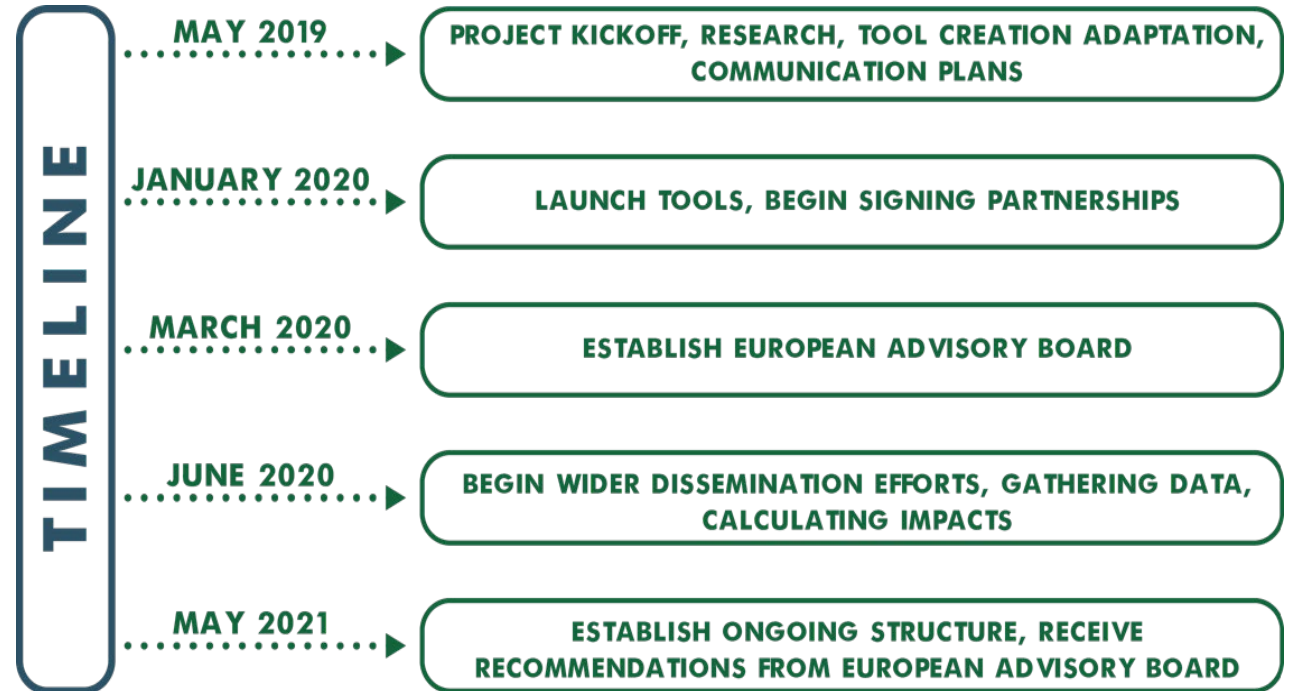 TIMELINE
MAY 2019
PROJECT KICKOFF, RESEARCH, TOOL CREATION ADAPTATION,
COMMUNICATION PLANS
JANUARY 2020
LAUNCH TOOLS, BEGIN SIGNING PARTNERSHIPS
MARCH 2020
ESTABLISH EUROPEAN ADVISORY BOARD
JUNE 2020
BEGIN WIDER DISSEMINATION EFFORTS, GATHERING DATA,
CALCULATING IMPACTS
MAY 2021
ESTABLISH ONGOING STRUCTURE, RECEIVE
RECOMMENDATIONS FROM EUROPEAN ADVISORY BOARD